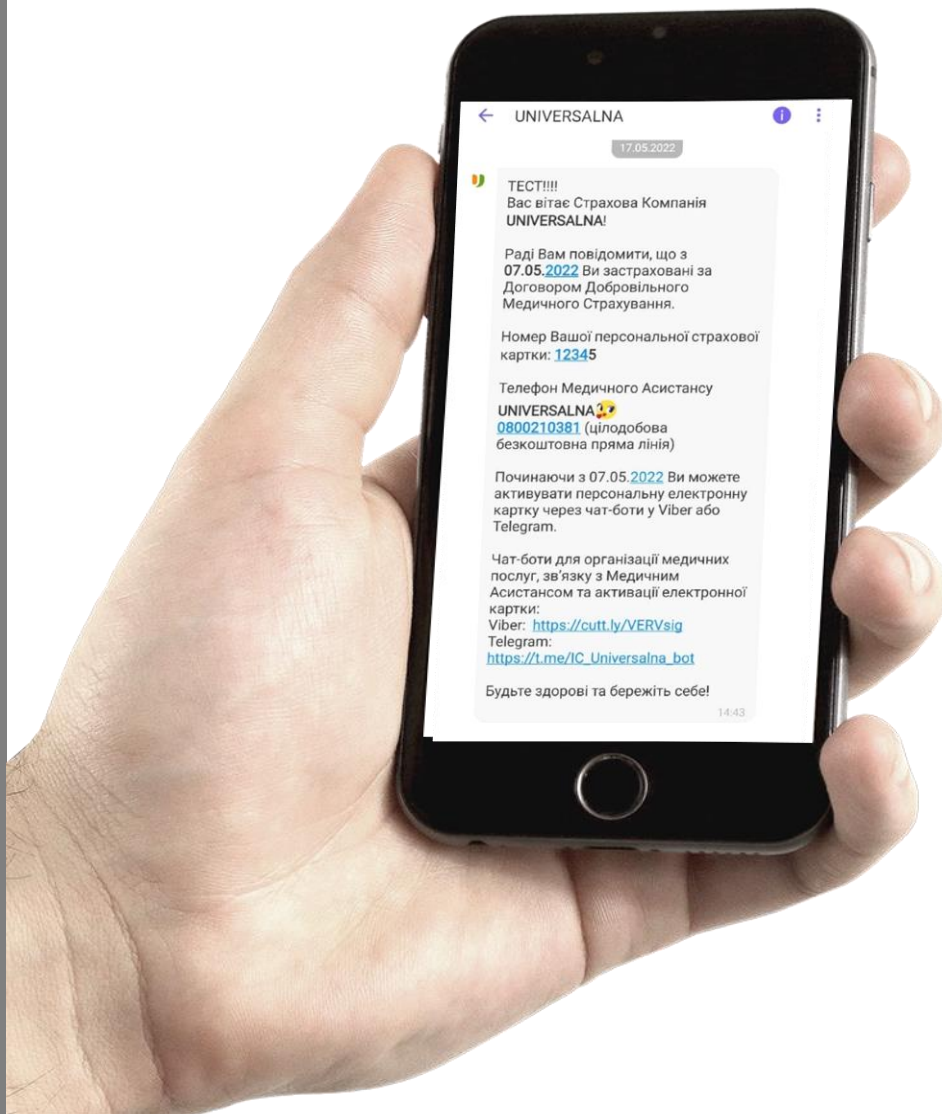 UNIVERSALNA
17.05.2022
ТЕСТ!!!!
Вас вітає Страхова Компанія
UNIVERSALNA!
Раді Вам повідомити, що з
07.05.2022 Ви застраховані за
Договором Добровільного
Медичного Страхування.
Номер Вашої персональної страхової
картки: 12345
Телефон Медичного Асистансу
UNIVERSALNA
0800210381 (цілодобова
безкоштовна пряма лінія)
Починаючи з 07.05.2022 Ви можете
активувати персональну електронну
картку через чат-боти у Viber або
Telegram.
Чат-боти для організації медичних
послуг, зв'язку з Медичним
Асистансом та активації електронної
картки:
Viber: https://cutt.ly/VERVsig
Telegram:
https://t.me/IC_Universalna_bot
Будьте здорові та бережіть себе!
14:43